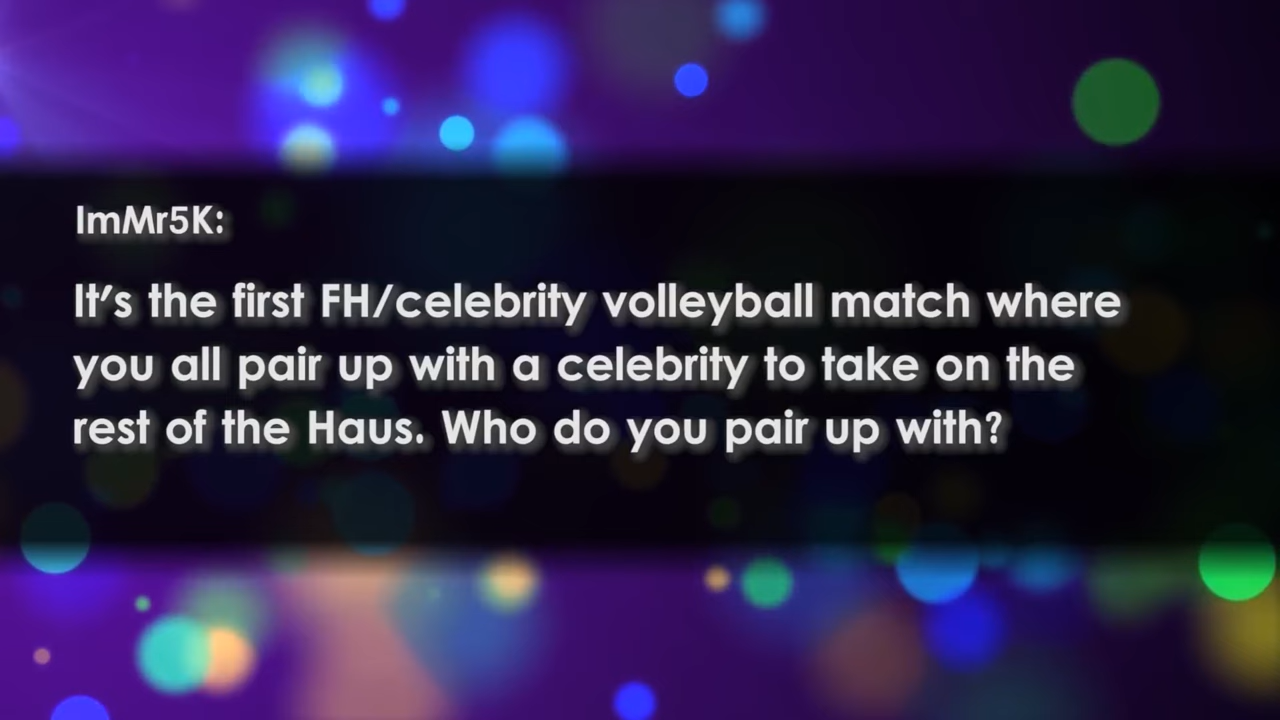 ImMr5K:
It's the first FH/celebrity volleyball match where
you all pair up with a celebrity to take on the
rest of the Haus. Who do you pair up with?